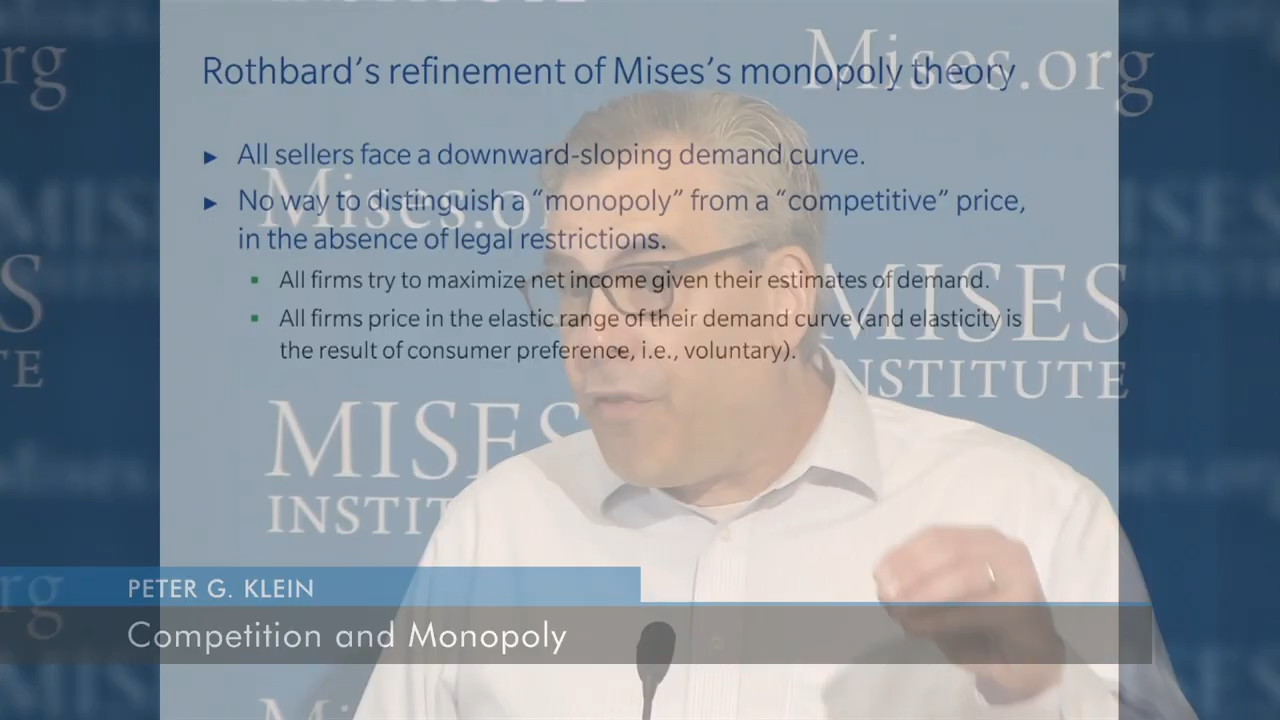 Rothbard's refinement of Mises's monopoly theory
Mises.org
rg
▶ All sellers face a downward-sloping demand curve.
▶ No way to distinguish a “monopoly” from a “competitive” price,
in the absence of legal restrictions.
▪ All firms try to maximize net income given their estimates of demand.
▪ All firms price in the elastic range of their demand curve (and elasticity is
the result of consumer preference, i.e., voluntary).
MISES
INSTITUTE
MISES
INSTIT
PETER G. KLEIN
Competition and Monopoly